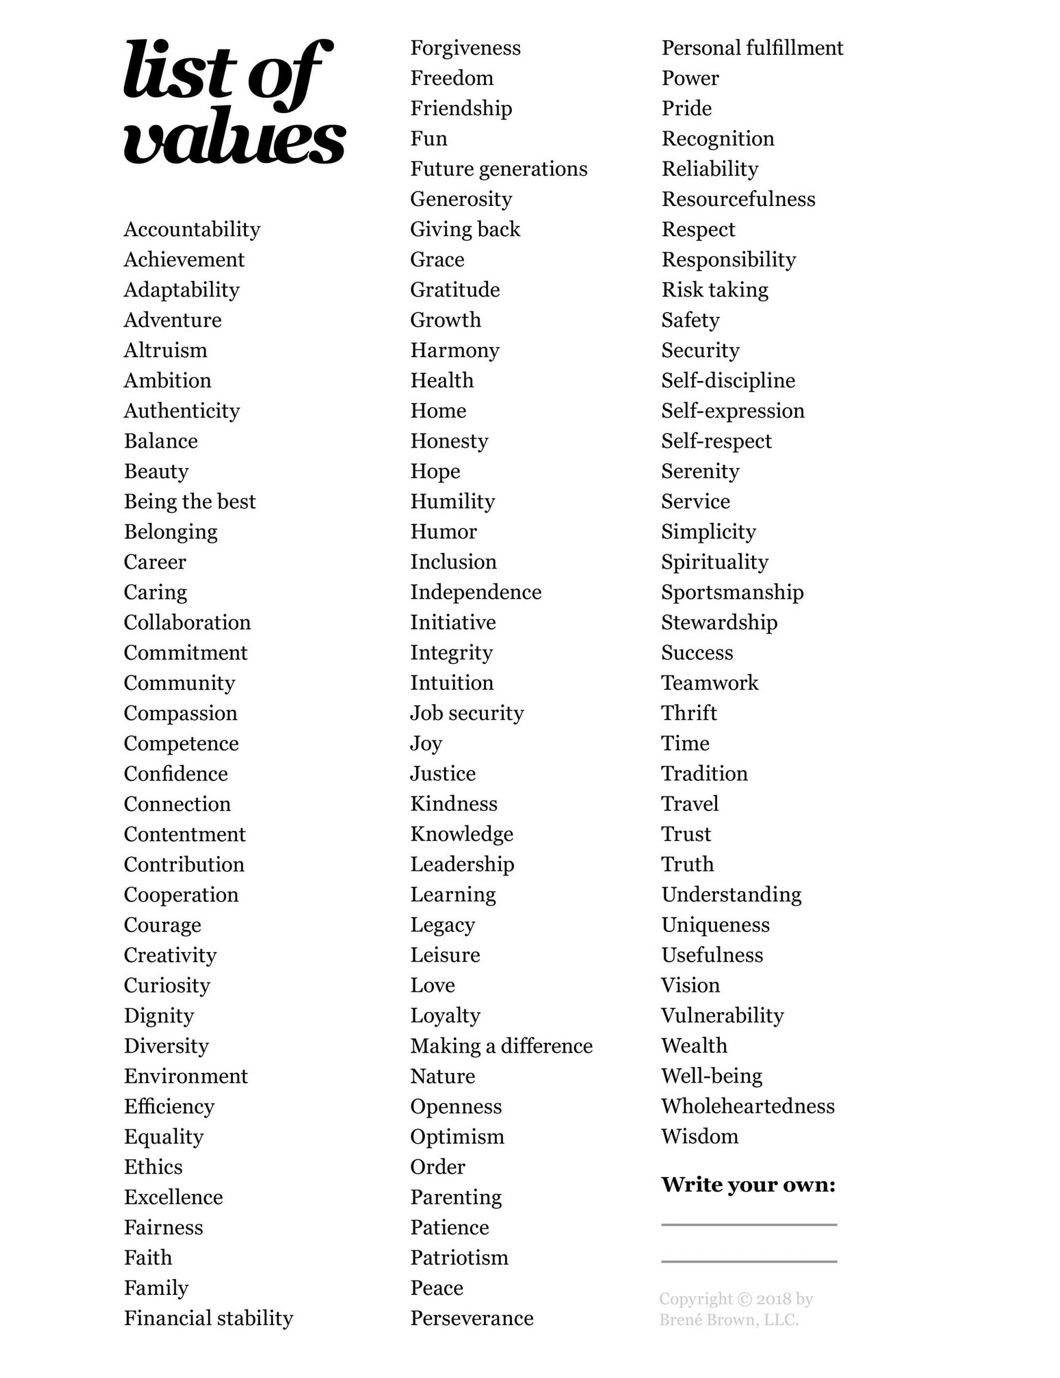 list of
values
Accountability
Achievement
Adaptability
Adventure
Altruism
Ambition
Authenticity
Balance
Beauty
Being the best
Belonging
Career
Caring
Collaboration
Commitment
Community
Compassion
Competence
Confidence
Connection
Contentment
Contribution
Cooperation
Courage
Creativity
Curiosity
Dignity
Diversity
Environment
Efficiency
Equality
Ethics
Excellence
Fairness
Faith
Family
Financial stability
Forgiveness
Freedom
Friendship
Fun
Future generations
Generosity
Giving back
Grace
Gratitude
Growth
Harmony
Health
Home
Honesty
Hope
Humility
Humor
Inclusion
Independence
Initiative
Integrity
Intuition
Job security
Joy
Justice
Kindness
Knowledge
Leadership
Learning
Legacy
Leisure
Love
Loyalty
Making a difference
Nature
Openness
Optimism
Order
Parenting
Patience
Patriotism
Peace
Perseverance
Personal fulfillment
Power
Pride
Recognition
Reliability
Resourcefulness
Respect
Responsibility
Risk taking
Safety
Security
Self-discipline
Self-expression
Self-respect
Serenity
Service
Simplicity
Spirituality
Sportsmanship
Stewardship
Success
Teamwork
Thrift
Time
Tradition
Travel
Trust
Truth
Understanding
Uniqueness
Usefulness
Vision
Vulnerability
Wealth
Well-being
Wholeheartedness
Wisdom
Write your own:
Copyright © 2018 by
Brené Brown, LLC.